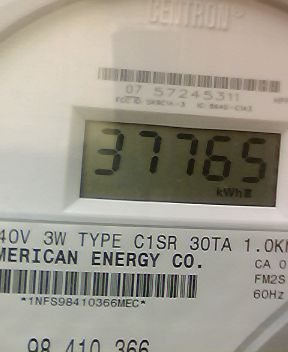 CENTRON®
07 57245311
37765
kWh
40V 3W TYPE C1SR 30TA 1.0K
MERICAN ENERGY CO.
CA 0
FM2S
60Hz
*1NFS98410366MEC*
98 410 366